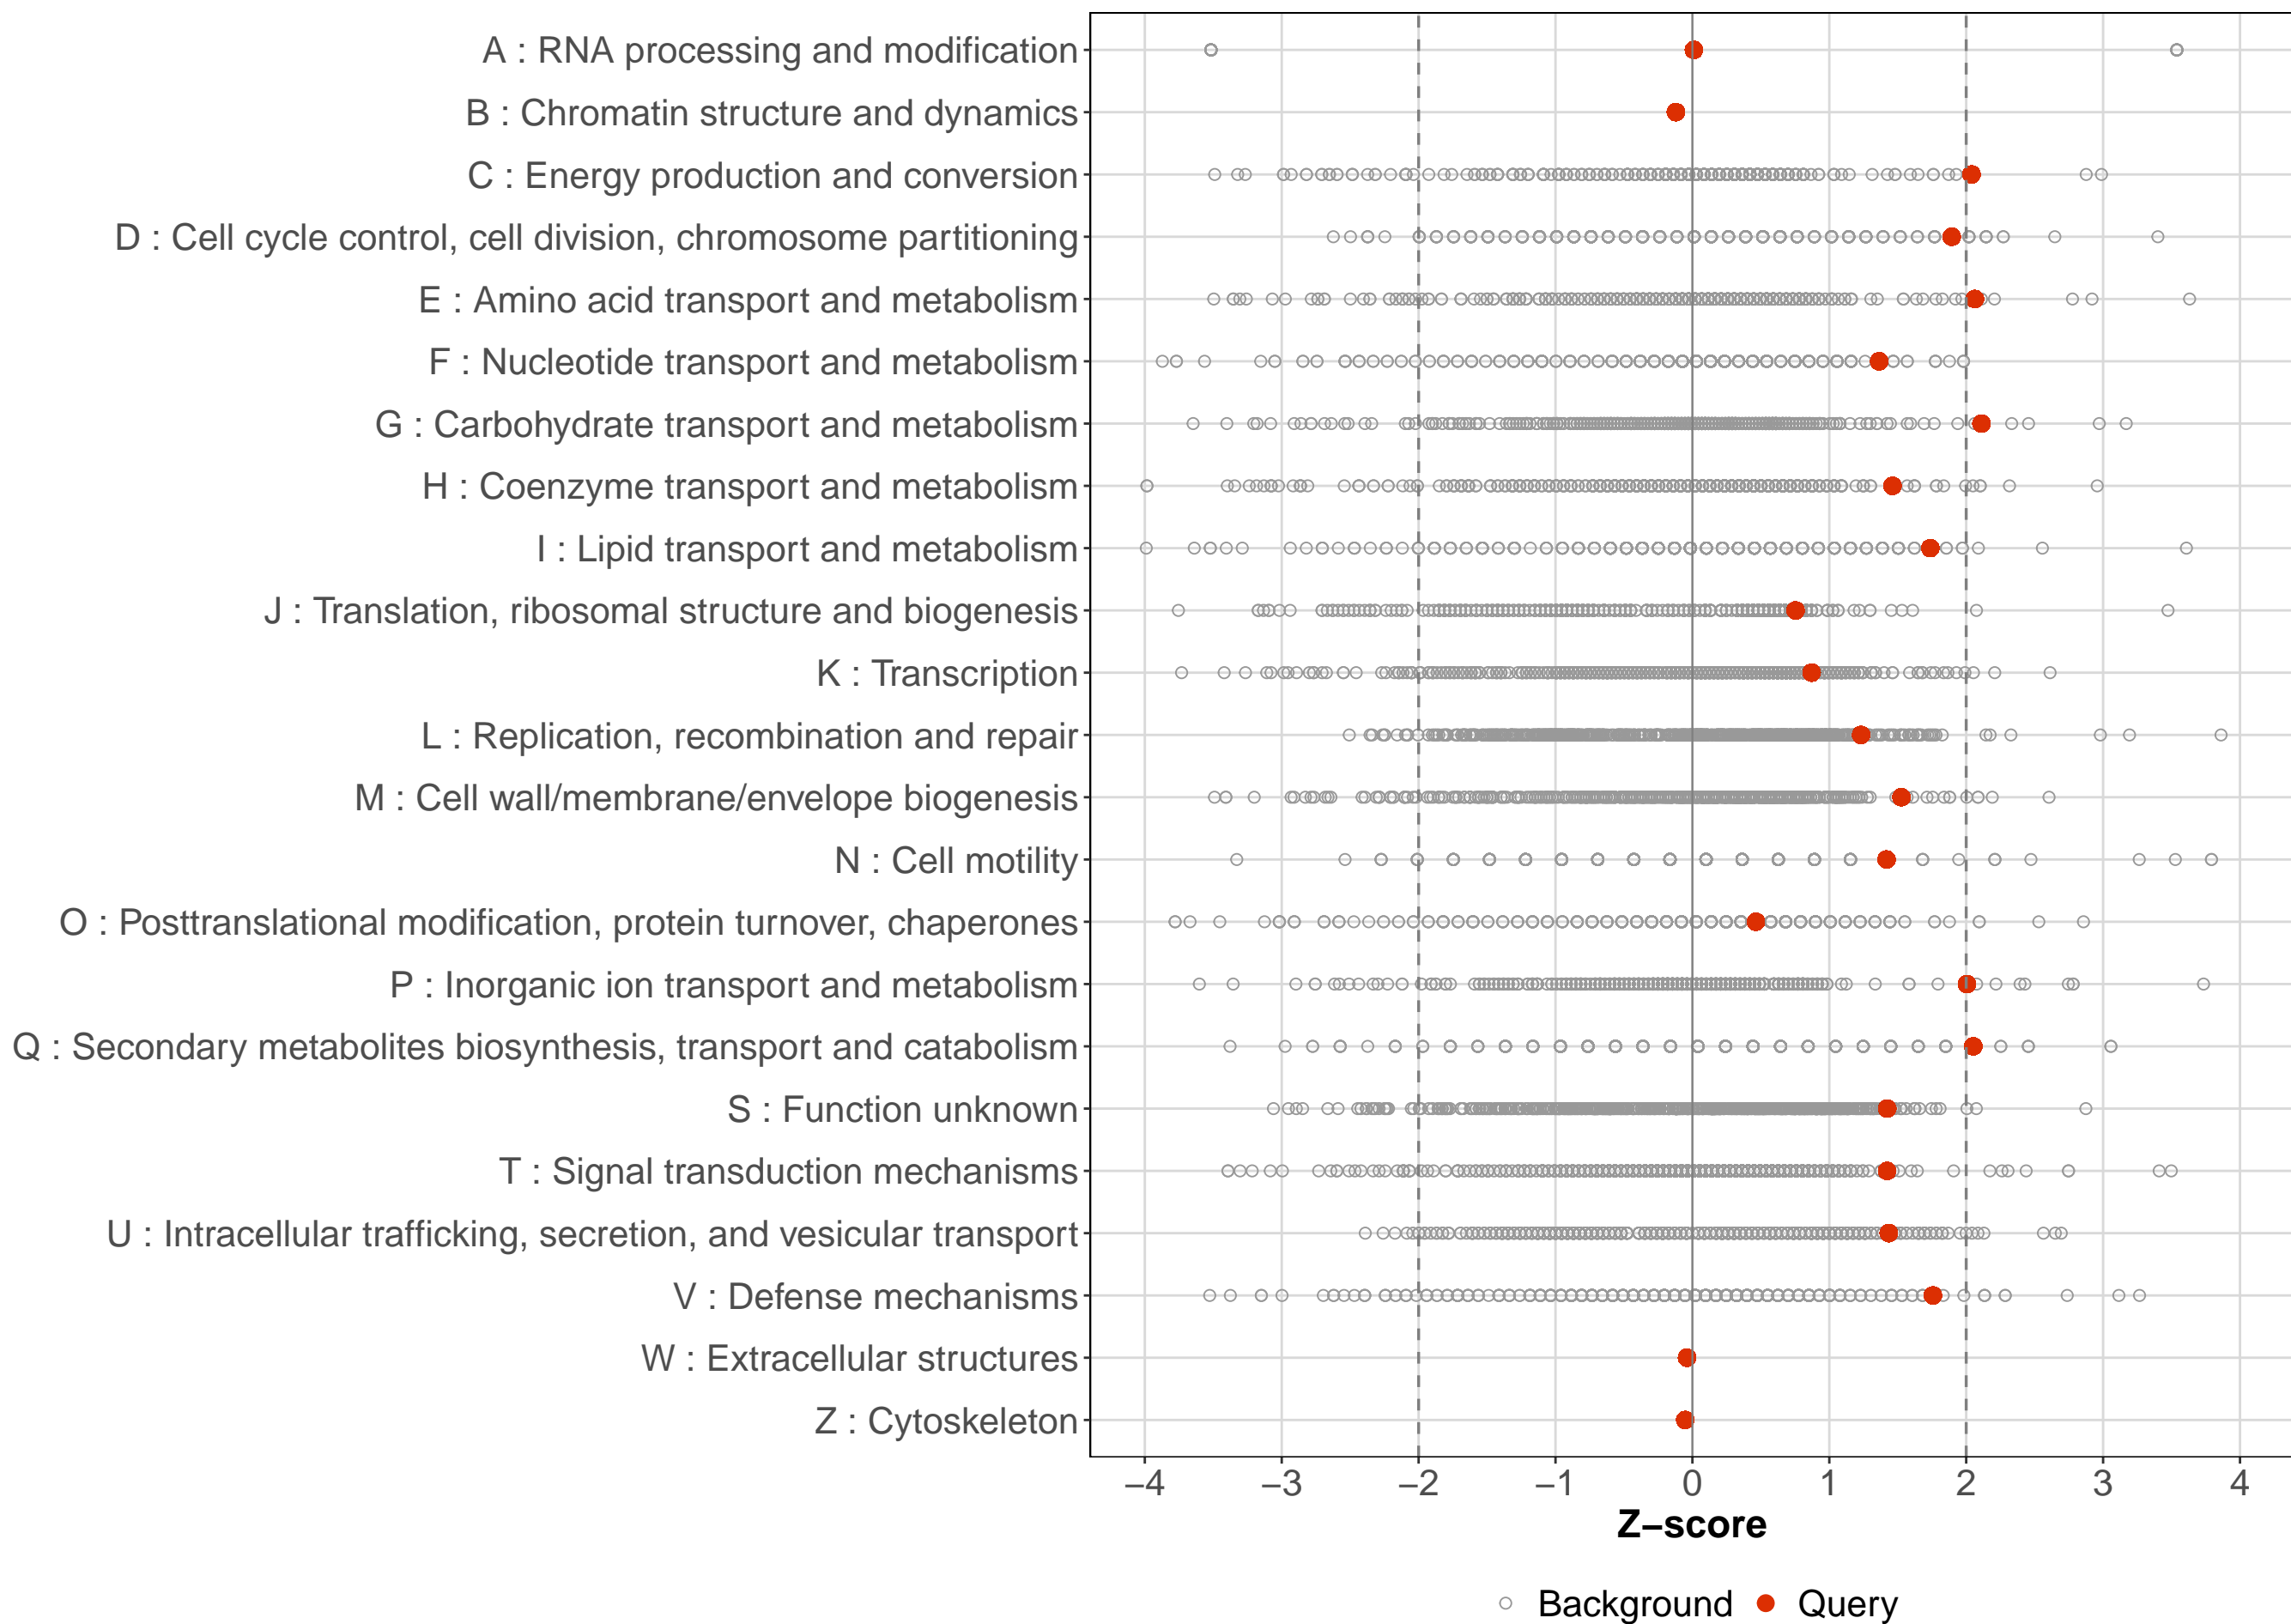 A : RNA processing and modification
B : Chromatin structure and dynamics
C : Energy production and conversion
D : Cell cycle control, cell division, chromosome partitioning
E : Amino acid transport and metabolism
F : Nucleotide transport and metabolism
G : Carbohydrate transport and metabolism
H : Coenzyme transport and metabolism
I : Lipid transport and metabolism
J : Translation, ribosomal structure and biogenesis
K : Transcription
L : Replication, recombination and repair
M : Cell wall/membrane/envelope biogenesis
N : Cell motility
O : Posttranslational modification, protein turnover, chaperones
P : Inorganic ion transport and metabolism
Q : Secondary metabolites biosynthesis, transport and catabolism
S : Function unknown
T : Signal transduction mechanisms
U : Intracellular trafficking, secretion, and vesicular transport
V : Defense mechanisms
W : Extracellular structures
Z : Cytoskeleton
−4 −3 −2 −1 0 1 2 3 4
Z−score
Background Query